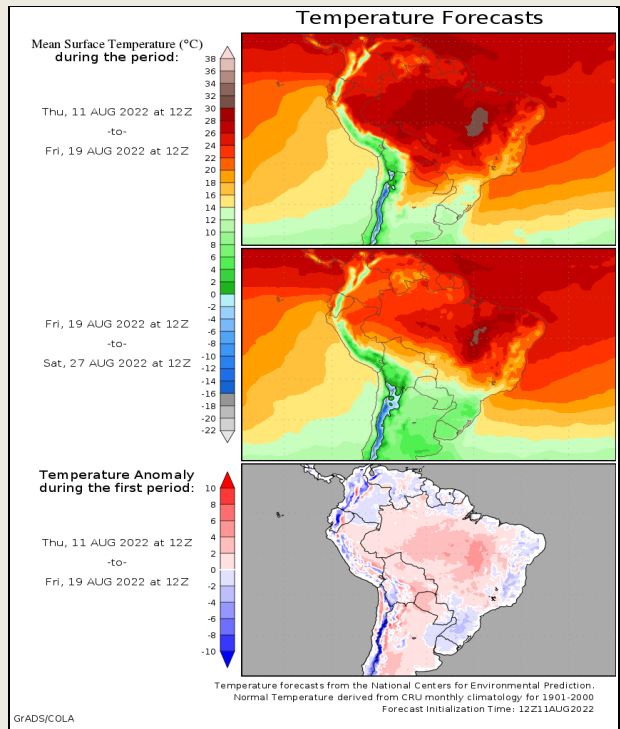 Temperature Forecasts
Mean Surface Temperature (°C)
during the period:
Thu, 11 AUG 2022 at 12Z
-to-
Fri, 19 AUG 2022 at 12Z
38
36
34
32
30
28
26
24
22
20
18
16
14
12
10
8
6
4
2
0
-2
-4
-6
-8
-10
-12
-14
-16
-18
-20
-22
Fri, 19 AUG 2022 at 12Z
-to-
Sat, 27 AUG 2022 at 12Z
Temperature Anomaly
during the first period:
Thu, 11 AUG 2022 at 12Z
-to-
Fri, 19 AUG 2022 at 12Z
10
8
6
4
2
0
-2
-4
-6
-8
-10
Temperature forecasts from the National Centers for Environmental Prediction.
Normal Temperature derived from CRU monthly climatology for 1901-2000
Forecast Initialization Time: 12Z11AUG2022
GrADS/COLA